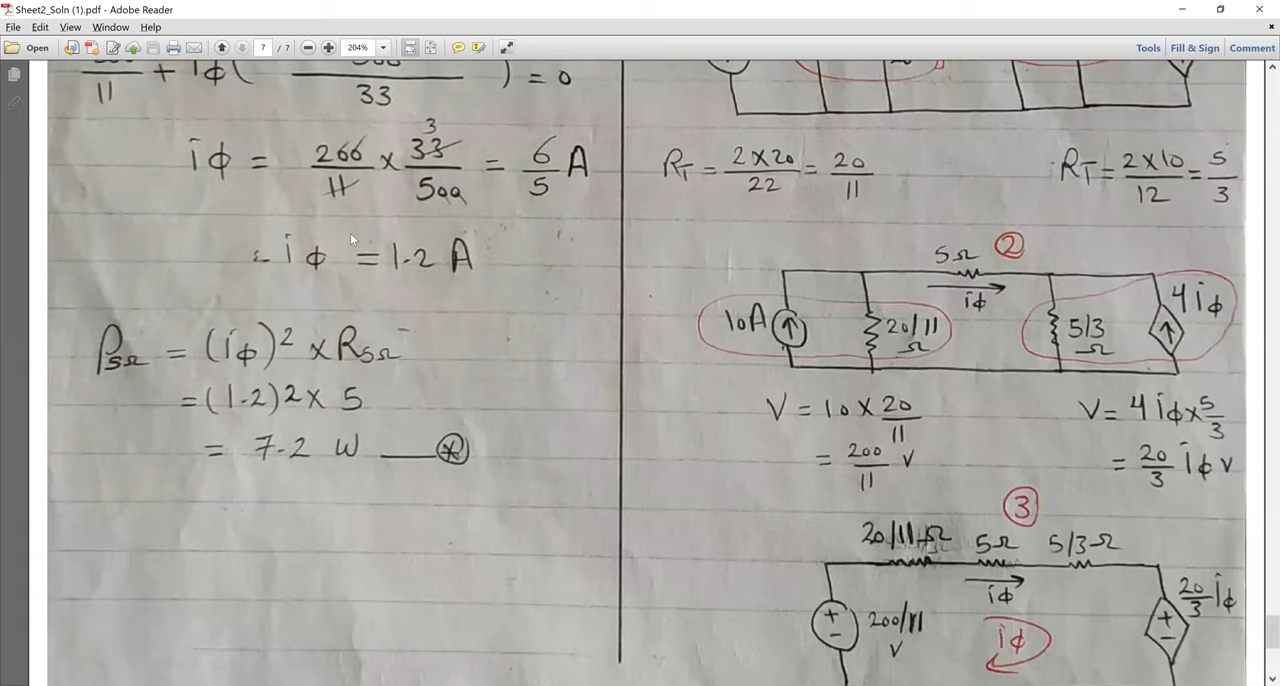 Sheet2_Soln (1).pdf - Adobe Reader
File Edit View Window Help
Open 7 / 7 204% Tools Fill & Sign Comment
11 + iϕ( 33 ) = 0
iϕ = 200/11 × 33/500 = 6/5 A
3
∴ iϕ = 1.2 A
P5Ω = (iϕ)² × R5Ω
= (1.2)2 × 5
= 7.2 W
RT = 2×20/22 = 20/11
RT = 2×10/12 = 5/3
②
5Ω
iϕ
10A
20/11 Ω
5/3 Ω
4iϕ
V = 10 × 20/11
= 200/11 V
V = 4iϕ × 5/3
= 20/3 iϕ V
③
20/11 Ω 5Ω 5/3 Ω
iϕ
+
-
200/11 V
iϕ
+
-
20/3 iϕ